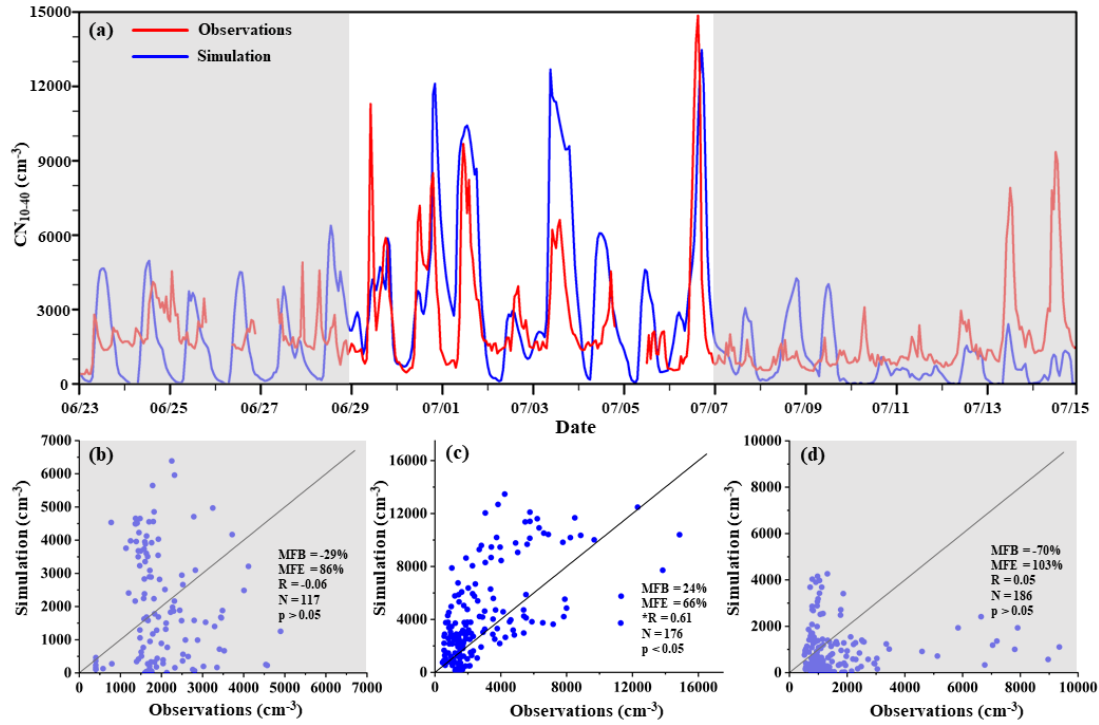 (a)
Observations
Simulation
CN10-40 (cm-3)
15000
12000
9000
6000
3000
0
06/23
06/25
06/27
06/29
07/01
07/03
07/05
07/07
07/09
07/11
07/13
07/15
Date
(b)
Simulation (cm-3)
7000
6000
5000
4000
3000
2000
1000
0
MFB = -29%
MFE = 86%
R = -0.06
N = 117
p > 0.05
0 1000 2000 3000 4000 5000 6000 7000
Observations (cm-3)
(c)
Simulation (cm-3)
16000
12000
8000
4000
0
MFB = 24%
MFE = 66%
*R = 0.61
N = 176
p < 0.05
0 4000 8000 12000 16000
Observations (cm-3)
(d)
Simulation (cm-3)
10000
8000
6000
4000
2000
0
MFB = -70%
MFE = 103%
R = 0.05
N = 186
p > 0.05
0 2000 4000 6000 8000 10000
Observations (cm-3)